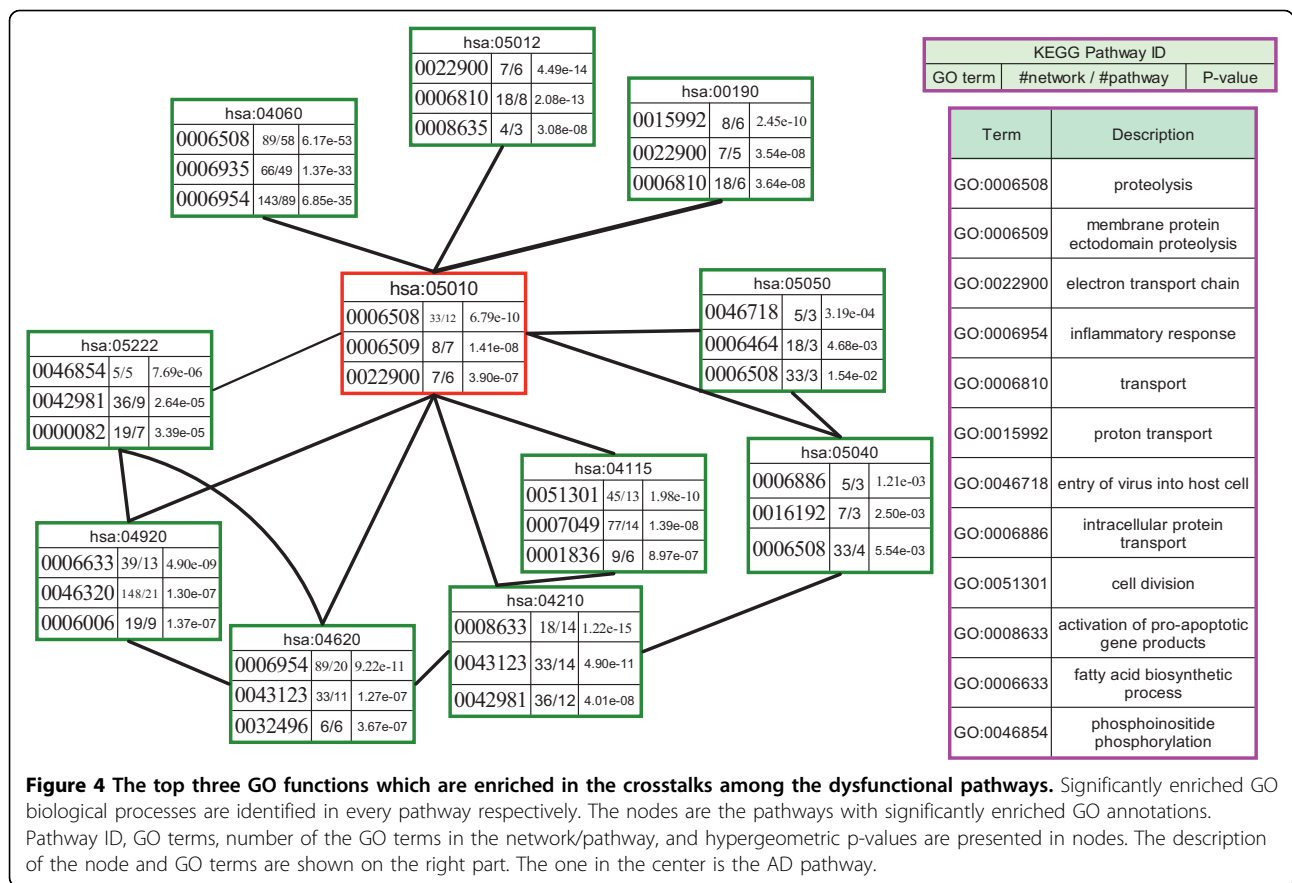 hsa:05012
0022900 7/6 4.49e-14
0006810 18/8 2.08e-13
0008635 4/3 3.08e-08
hsa:04060
0006508 89/58 6.17e-53
0006935 66/49 1.37e-33
0006954 143/89 6.85e-35
hsa:00190
0015992 8/6 2.45e-10
0022900 7/5 3.54e-08
0006810 18/6 3.64e-08
hsa:05010
0006508 33/12 6.79e-10
0006509 8/7 1.41e-08
0022900 7/6 3.90e-07
hsa:05050
0046718 5/3 3.19e-04
0006464 18/3 4.68e-03
0006508 33/3 1.54e-02
hsa:05222
0046854 5/5 7.69e-06
0042981 36/9 2.64e-05
0000082 19/7 3.39e-05
hsa:05040
0006886 5/3 1.21e-03
0016192 7/3 2.50e-03
0006508 33/4 5.54e-03
hsa:04115
0051301 45/13 1.98e-10
0007049 77/14 1.39e-08
0001836 9/6 8.97e-07
hsa:04920
0006633 39/13 4.90e-09
0046320 148/21 1.30e-07
0006006 19/9 1.37e-07
hsa:04210
0008633 18/14 1.22e-15
0043123 33/14 4.90e-11
0042981 36/12 4.01e-08
hsa:04620
0006954 89/20 9.22e-11
0043123 33/11 1.27e-07
0032496 6/6 3.67e-07
KEGG Pathway ID
GO term #network / #pathway P-value
Term Description
GO:0006508 proteolysis
GO:0006509 membrane protein
ectodomain proteolysis
GO:0022900 electron transport chain
GO:0006954 inflammatory response
GO:0006810 transport
GO:0015992 proton transport
GO:0046718 entry of virus into host cell
GO:0006886 intracellular protein
transport
GO:0051301 cell division
GO:0008633 activation of pro-apoptotic
gene products
GO:0006633 fatty acid biosynthetic
process
GO:0046854 phosphoinositide
phosphorylation
Figure 4 The top three GO functions which are enriched in the crosstalks among the dysfunctional pathways. Significantly enriched GO
biological processes are identified in every pathway respectively. The nodes are the pathways with significantly enriched GO annotations.
Pathway ID, GO terms, number of the GO terms in the network/pathway, and hypergeometric p-values are presented in nodes. The description
of the node and GO terms are shown on the right part. The one in the center is the AD pathway.